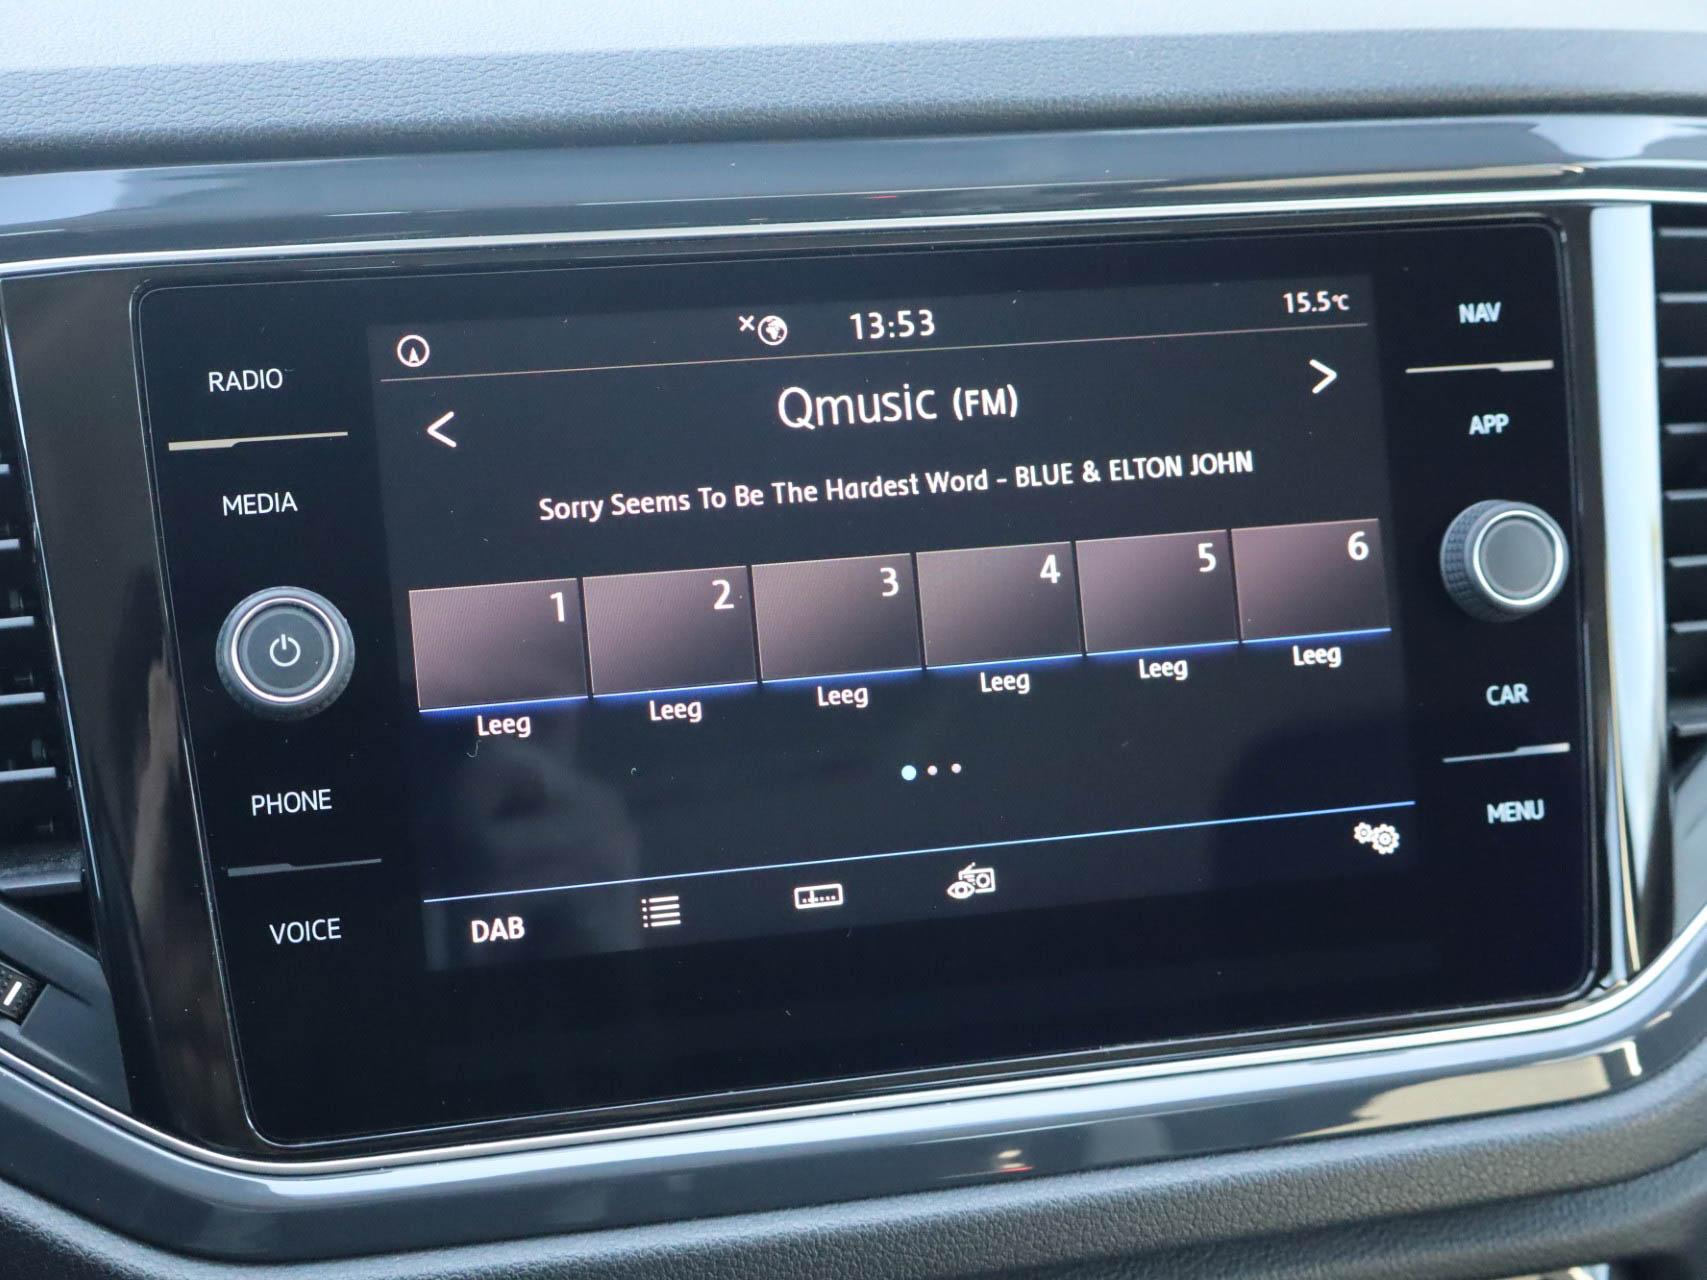 13:53
15.5°C
Qmusic (FM)
Sorry Seems To Be The Hardest Word - BLUE & ELTON JOHN
1 2 3 4 5 6
Leeg Leeg Leeg Leeg Leeg Leeg
DAB
RADIO
MEDIA
PHONE
VOICE
NAV
APP
CAR
MENU